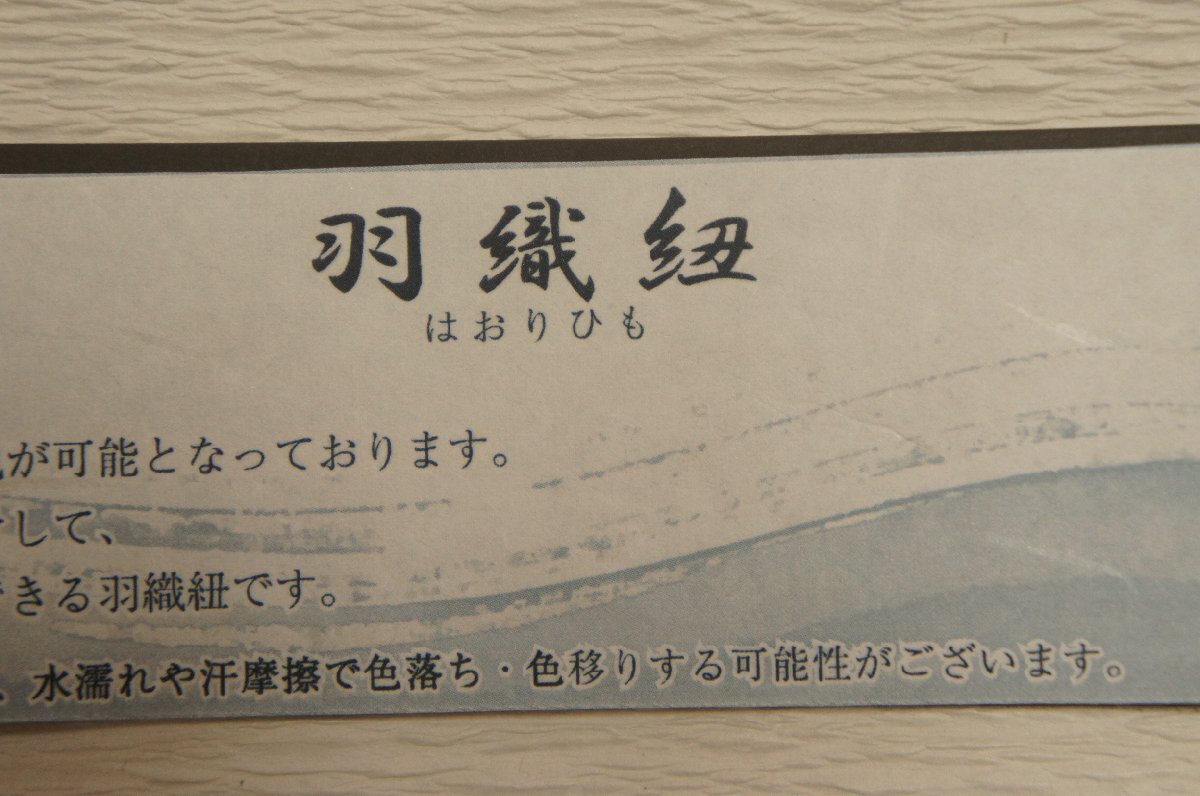 羽織紐
はおりひも
が可能となっております。
して、
きる羽織紐です。
、水濡れや汗摩擦で色落ち・色移りする可能性がございます。